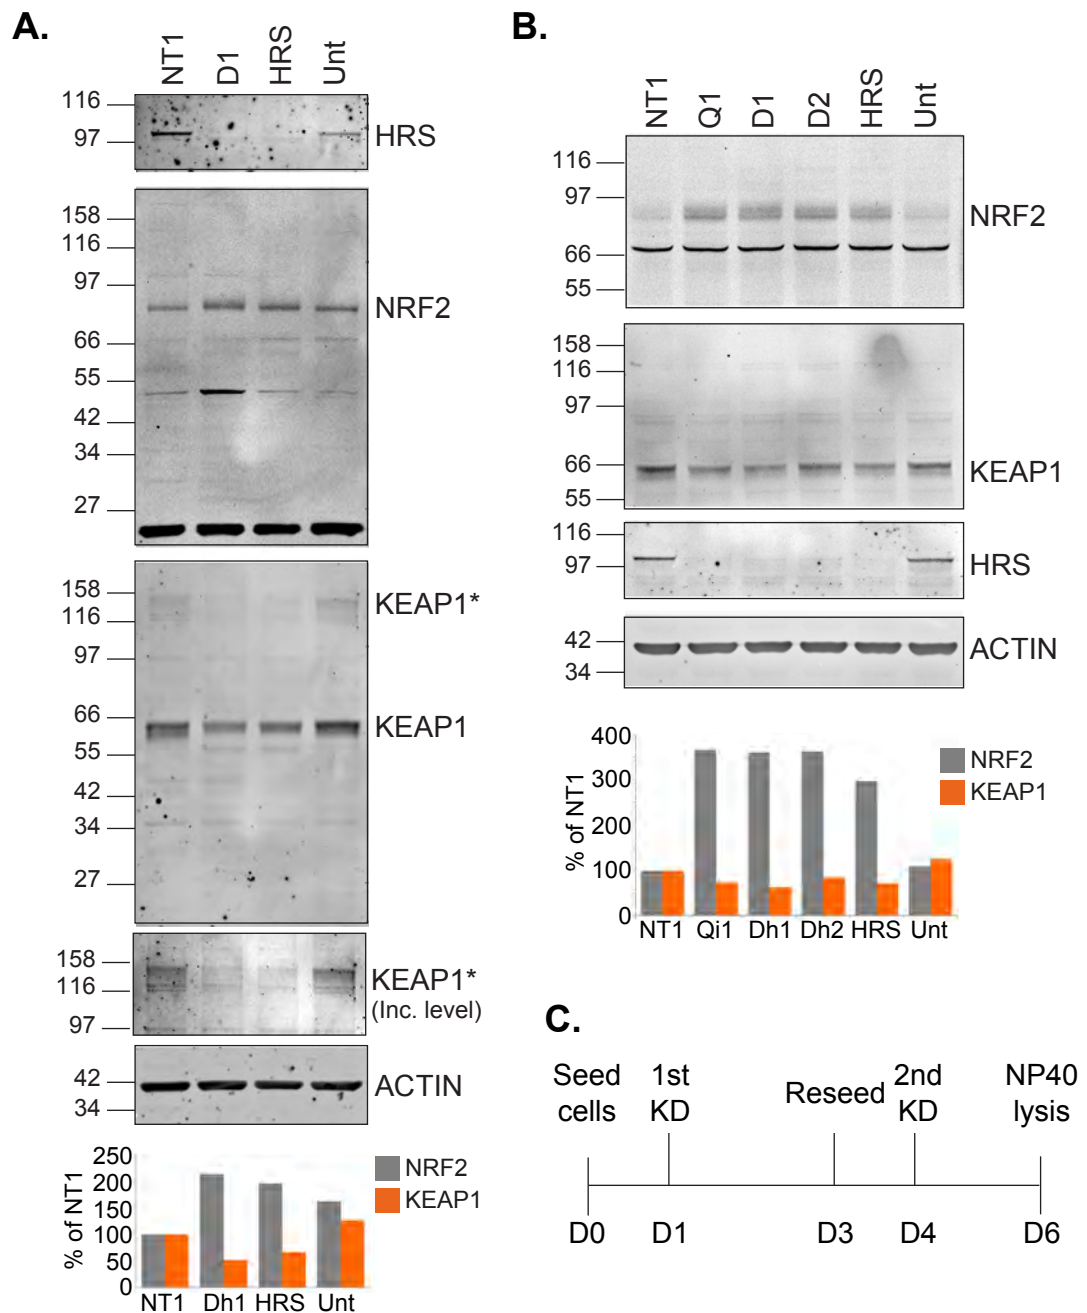 A.
NT1 D1 HRS Unt
116
97
HRS
158
116
97
66
55
42
34
27
NRF2
158
116
97
66
55
42
34
27
KEAP1*
KEAP1
158
116
97
KEAP1*
(Inc. level)
42
34
ACTIN
250
200
150
100
50
0
% of NT1
NT1 Dh1 HRS Unt
NRF2
KEAP1
B.
NT1 Q1 D1 D2 HRS Unt
116
97
66
55
NRF2
158
116
97
66
55
KEAP1
116
97
HRS
42
34
ACTIN
400
300
200
100
0
% of NT1
NT1 Qi1 Dh1 Dh2 HRS Unt
NRF2
KEAP1
C.
Seed
cells
1st
KD
Reseed
2nd
KD
NP40
lysis
D0 D1 D3 D4 D6